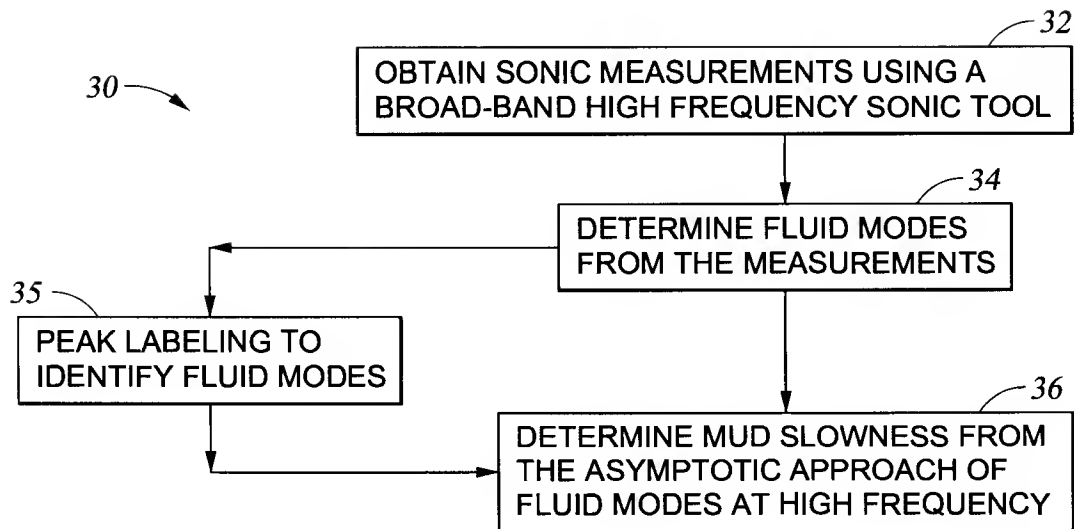 32
OBTAIN SONIC MEASUREMENTS USING A
BROAD-BAND HIGH FREQUENCY SONIC TOOL
30
34
DETERMINE FLUID MODES
FROM THE MEASUREMENTS
35
PEAK LABELING TO
IDENTIFY FLUID MODES
36
DETERMINE MUD SLOWNESS FROM
THE ASYMPTOTIC APPROACH OF
FLUID MODES AT HIGH FREQUENCY